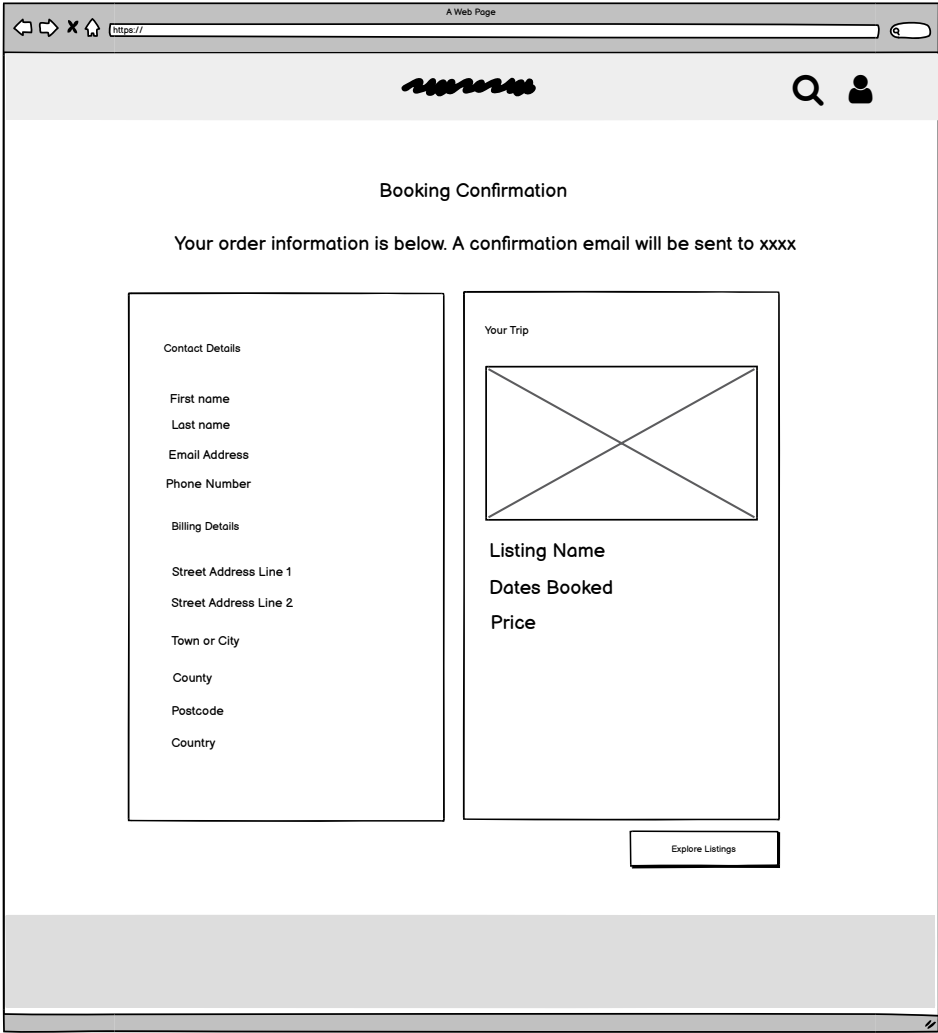 A Web Page
https://
Booking Confirmation
Your order information is below. A confirmation email will be sent to xxxx
Contact Details
First name
Last name
Email Address
Phone Number
Billing Details
Street Address Line 1
Street Address Line 2
Town or City
County
Postcode
Country
Your Trip
Listing Name
Dates Booked
Price
Explore Listings